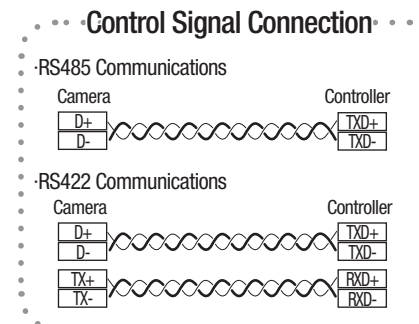 Control Signal Connection
·RS485 Communications
Camera Controller
D+ TXD+
D- TXD-
·RS422 Communications
Camera Controller
D+ TXD+
D- TXD-
TX+ RXD+
TX- RXD-